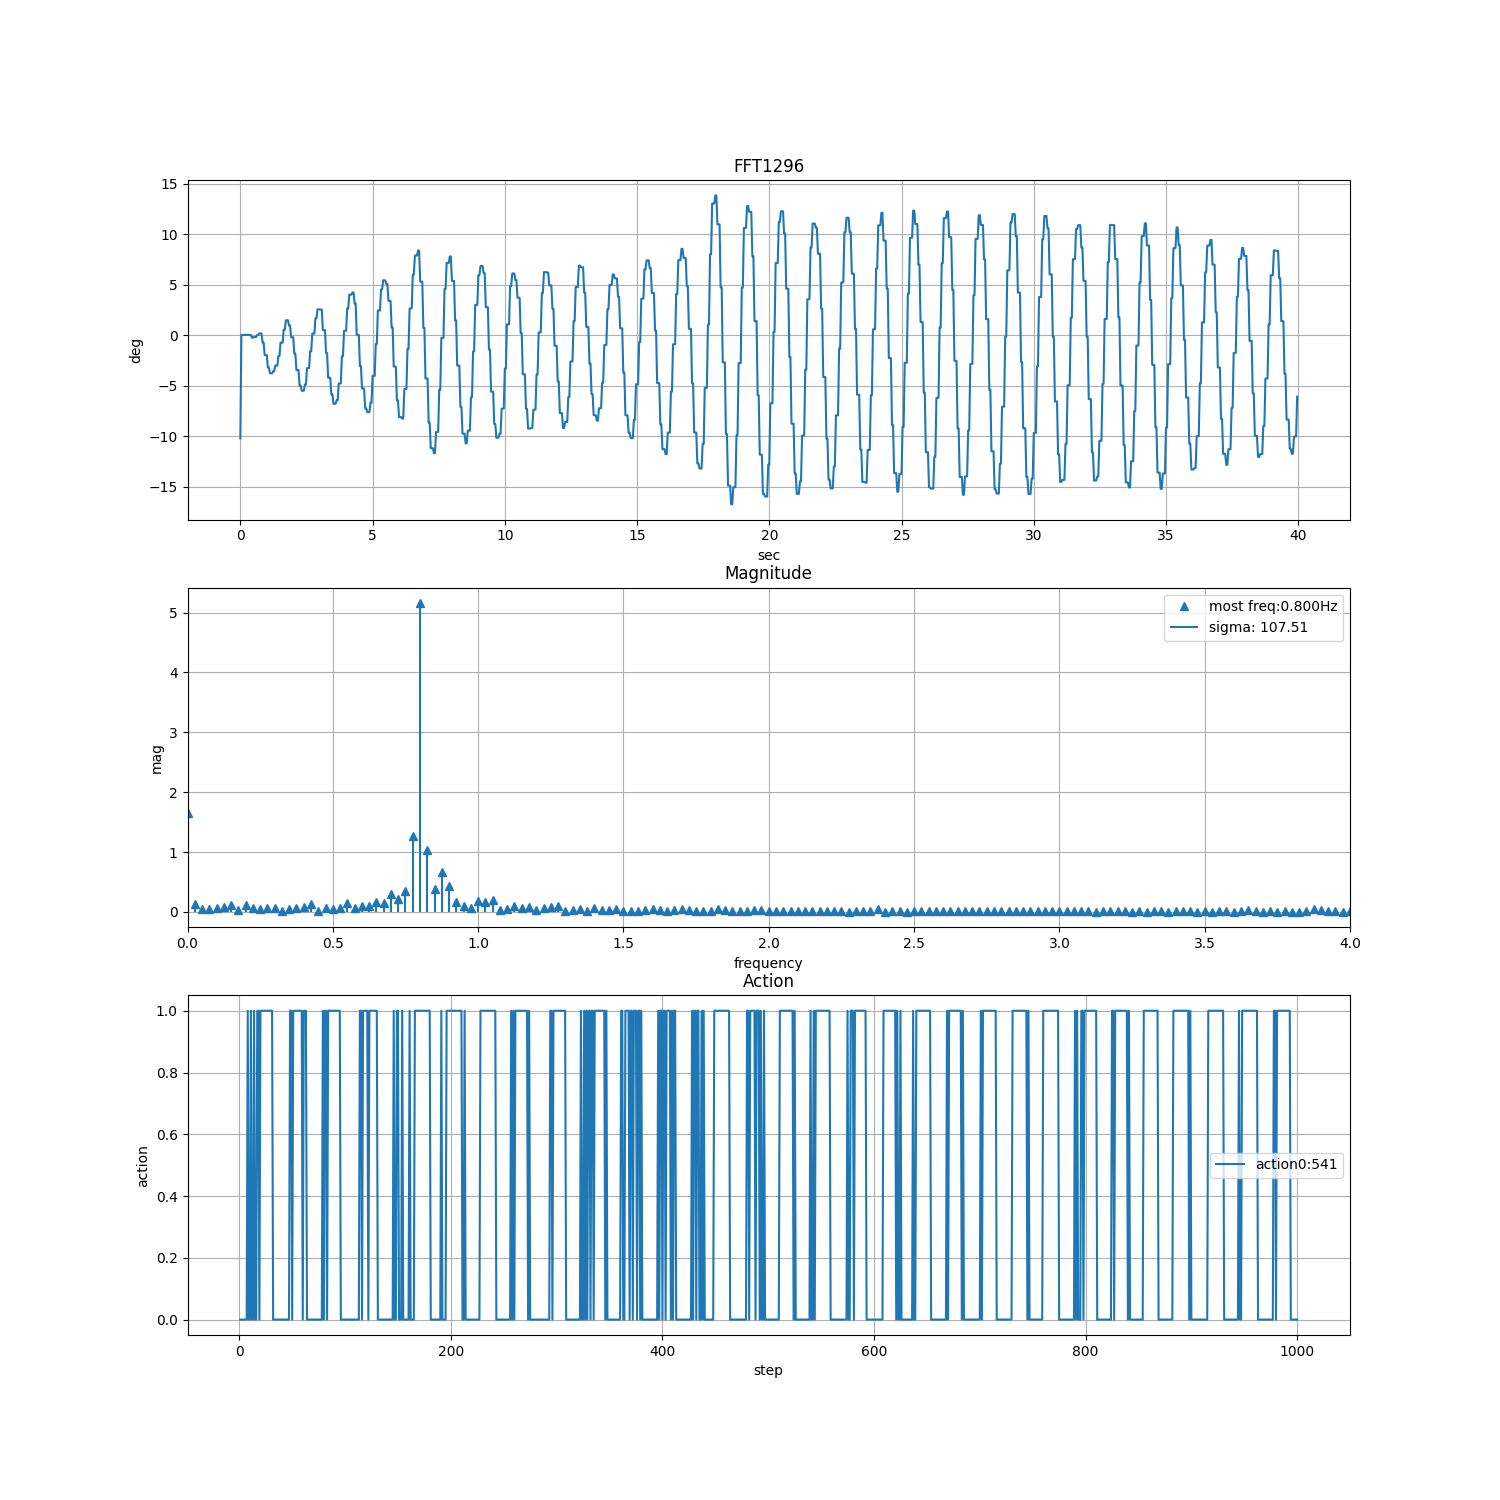 FFT1296
15
10
5
0
−5
−10
−15
deg
0 5 10 15 20 25 30 35 40
sec
Magnitude
most freq:0.800Hz
sigma: 107.51
5
4
3
2
1
0
mag
0.0 0.5 1.0 1.5 2.0 2.5 3.0 3.5 4.0
frequency
Action
1.0
0.8
0.6
0.4
0.2
0.0
action
action0:541
0 200 400 600 800 1000
step